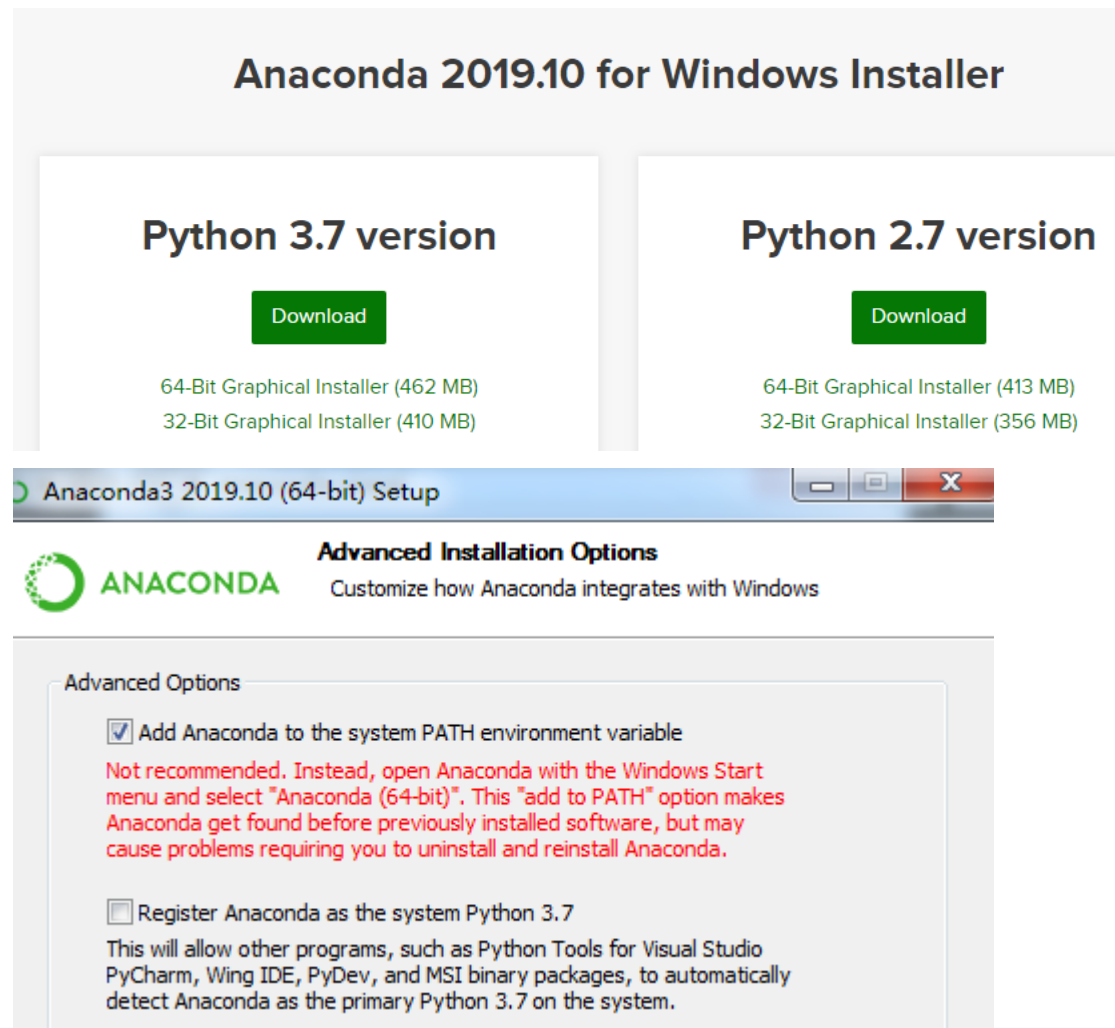 Anaconda 2019.10 for Windows Installer
Python 3.7 version
Download
64-Bit Graphical Installer (462 MB)
32-Bit Graphical Installer (410 MB)
Python 2.7 version
Download
64-Bit Graphical Installer (413 MB)
32-Bit Graphical Installer (356 MB)
Anaconda3 2019.10 (64-bit) Setup
ANACONDA
Advanced Installation Options
Customize how Anaconda integrates with Windows
Advanced Options
Add Anaconda to the system PATH environment variable
Not recommended. Instead, open Anaconda with the Windows Start
menu and select "Anaconda (64-bit)". This "add to PATH" option makes
Anaconda get found before previously installed software, but may
cause problems requiring you to uninstall and reinstall Anaconda.
Register Anaconda as the system Python 3.7
This will allow other programs, such as Python Tools for Visual Studio
PyCharm, Wing IDE, PyDev, and MSI binary packages, to automatically
detect Anaconda as the primary Python 3.7 on the system.